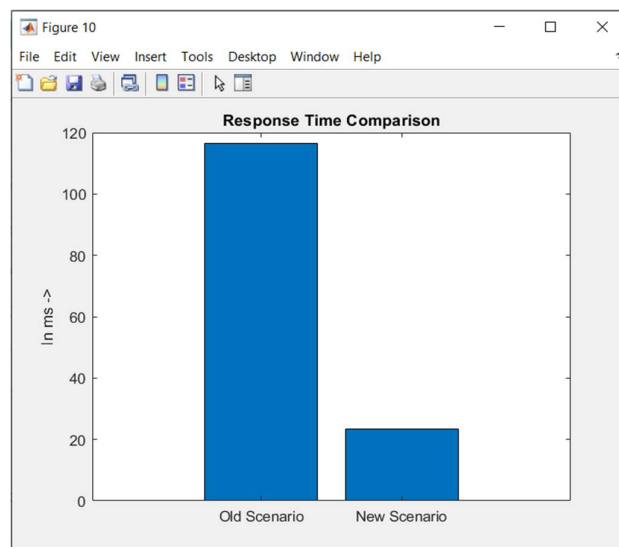 Figure 10
File Edit View Insert Tools Desktop Window Help
Response Time Comparison
120
100
80
60
40
20
0
In ms ->
Old Scenario New Scenario